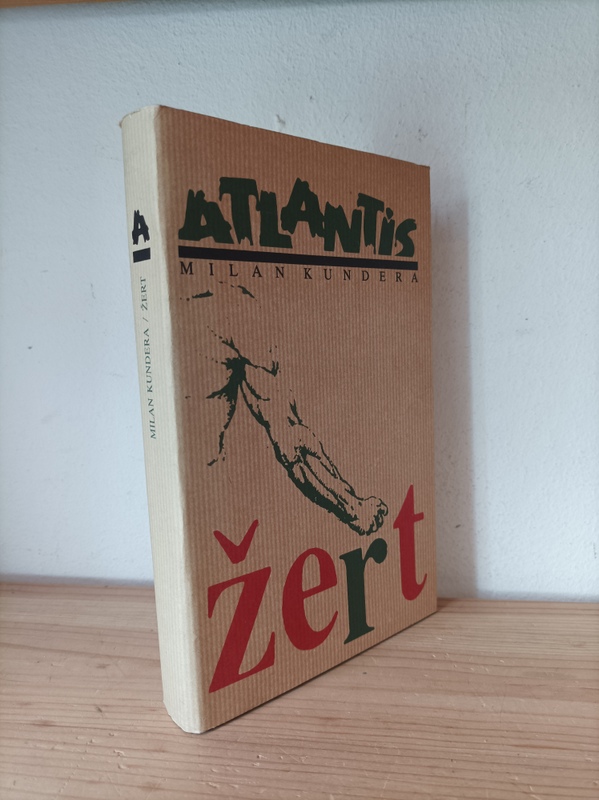 ATLANTiS
MILAN KUNDERA
žert
A
MILAN KUNDERA / ŽERT